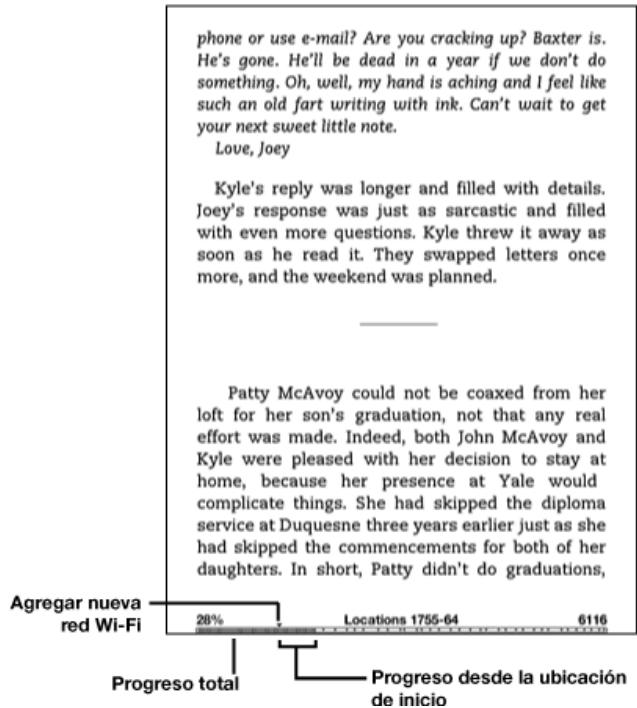 phone or use e-mail? Are you cracking up? Baxter is.
He's gone. He'll be dead in a year if we don't do
something. Oh, well, my hand is aching and I feel like
such an old fart writing with ink. Can't wait to get
your next sweet little note.
Love, Joey
Kyle's reply was longer and filled with details.
Joey's response was just as sarcastic and filled
with even more questions. Kyle threw it away as
soon as he read it. They swapped letters once
more, and the weekend was planned.
Patty McAvoy could not be coaxed from her
loft for her son's graduation, not that any real
effort was made. Indeed, both John McAvoy and
Kyle were pleased with her decision to stay at
home, because her presence at Yale would
complicate things. She had skipped the diploma
service at Duquesne three years earlier just as she
had skipped the commencements for both of her
daughters. In short, Patty didn't do graduations,
28% Locations 1755-64 6116
Agregar nueva
red Wi-Fi
Progreso total
Progreso desde la ubicación
de inicio